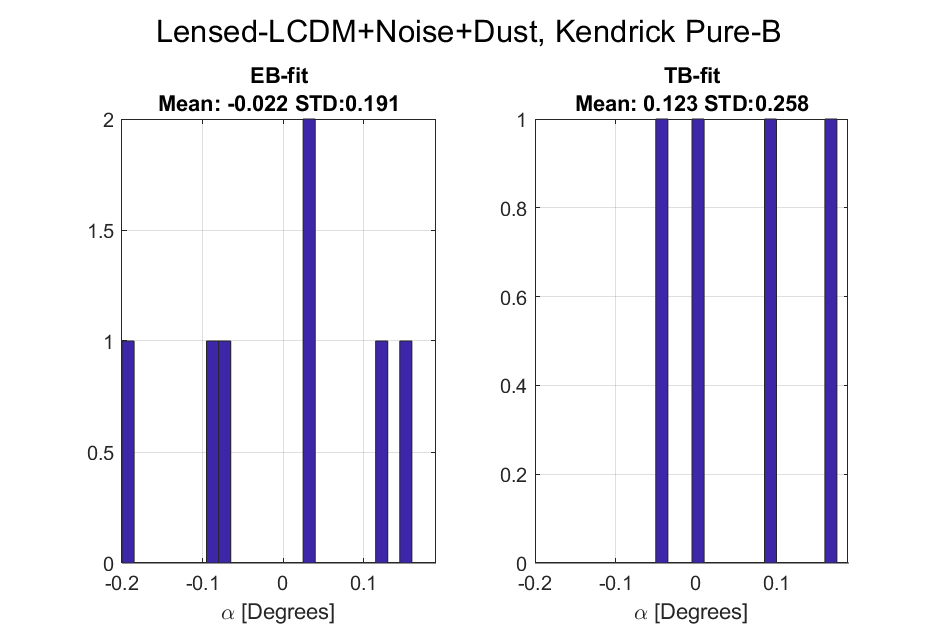 Lensed-LCDM+Noise+Dust, Kendrick Pure-B
EB-fit
Mean: -0.022 STD:0.191
2
1.5
1
0.5
0
-0.2 -0.1 0 0.1
α [Degrees]
TB-fit
Mean: 0.123 STD:0.258
1
0.8
0.6
0.4
0.2
0
-0.2 -0.1 0 0.1
α [Degrees]